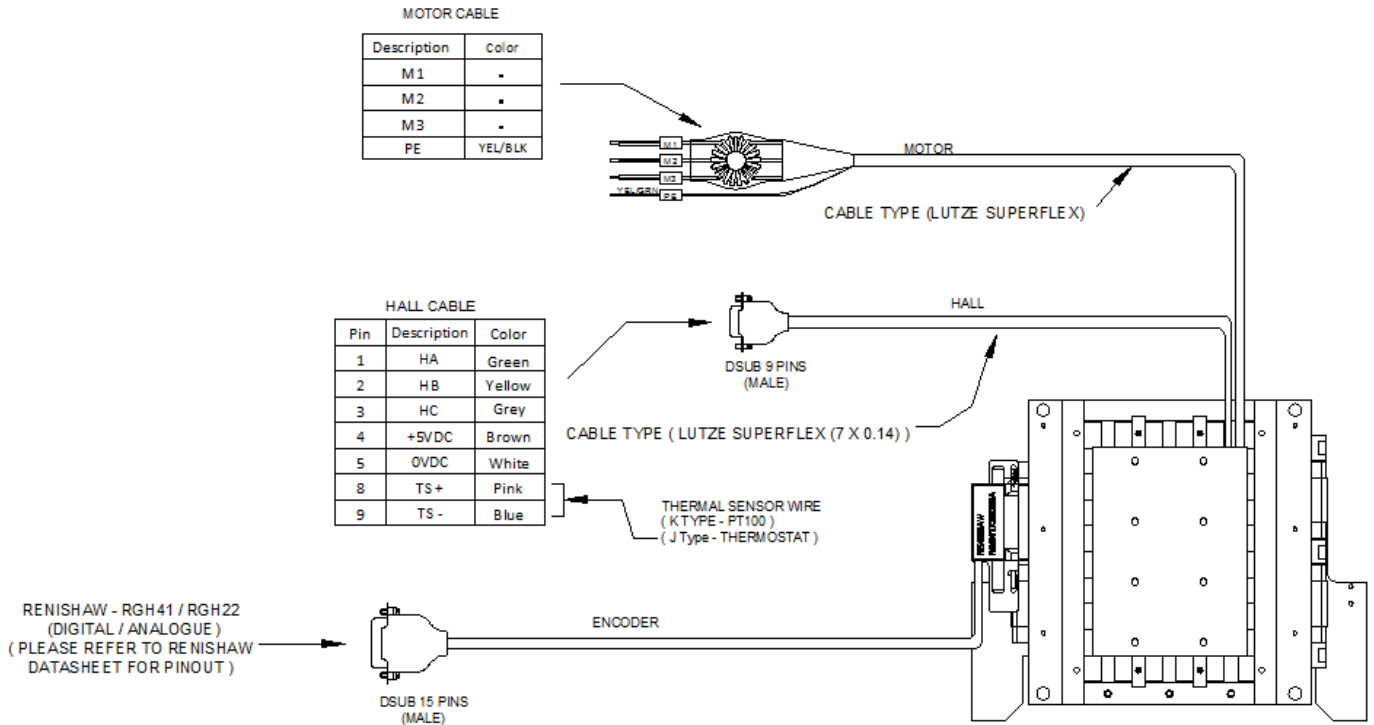 MOTOR CABLE
Description Color
M1 -
M2 -
M3 -
PE YEL/BLK
M1
M2
M3
YEL/GRN PE
MOTOR
CABLE TYPE (LUTZE SUPERFLEX)
HALL CABLE
Pin Description Color
1 HA Green
2 HB Yellow
3 HC Grey
4 +5VDC Brown
5 0VDC White
8 TS+ Pink
9 TS- Blue
HALL
DSUB 9 PINS
(MALE)
CABLE TYPE ( LUTZE SUPERFLEX (7 X 0.14) )
THERMAL SENSOR WIRE
( K TYPE - PT100 )
( J Type - THERMOSTAT )
RENISHAW - RGH41 / RGH22
(DIGITAL / ANALOGUE )
( PLEASE REFER TO RENISHAW
DATASHEET FOR PINOUT )
ENCODER
DSUB 15 PINS
(MALE)
RENISHAW